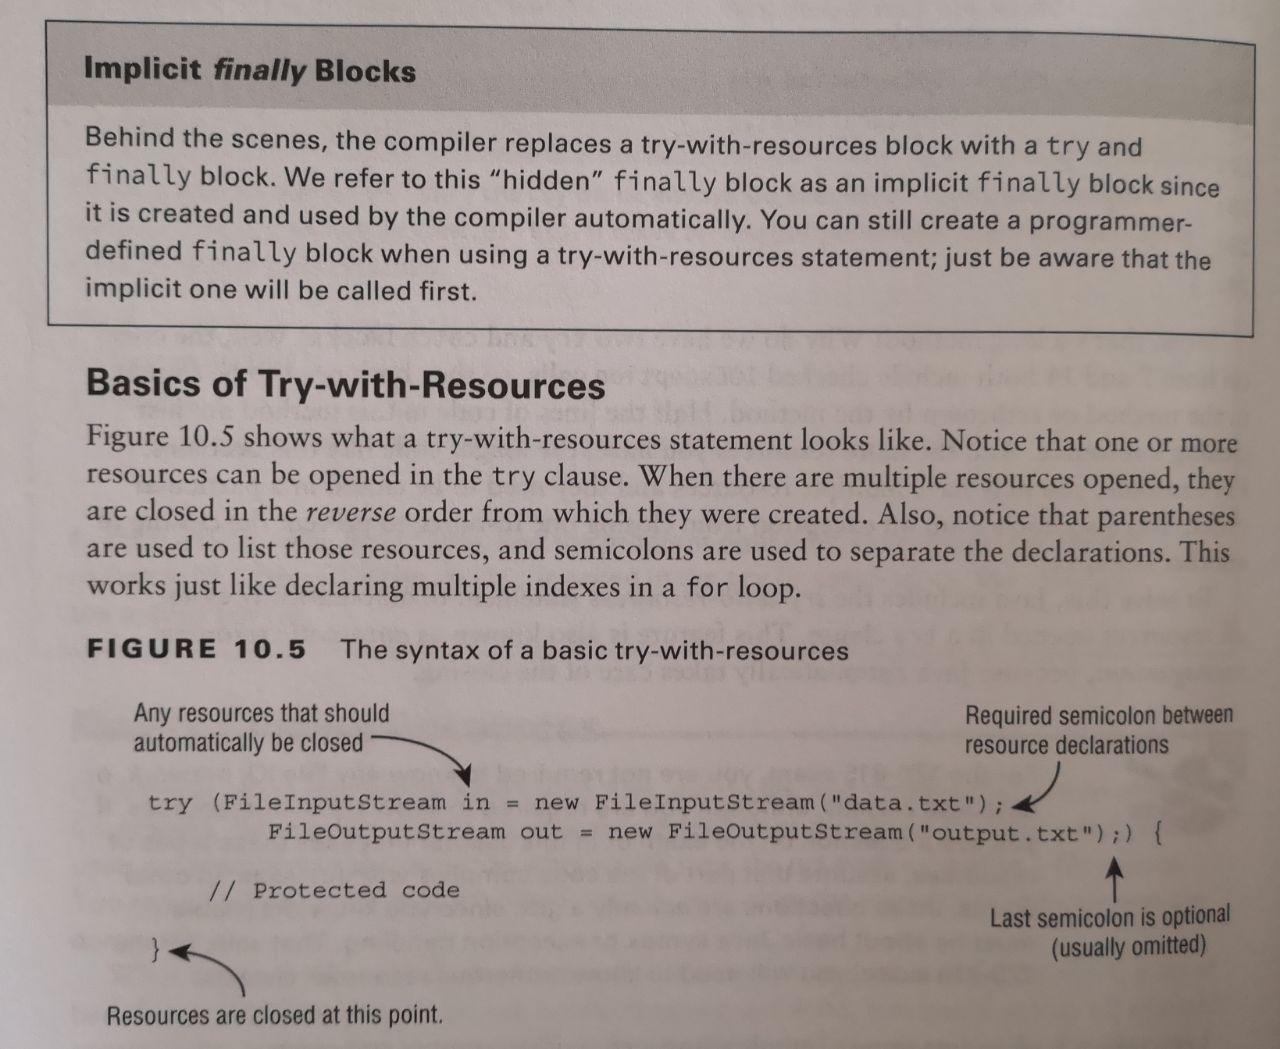 Implicit finally Blocks
Behind the scenes, the compiler replaces a try-with-resources block with a try and
finally block. We refer to this “hidden” finally block as an implicit finally block since
it is created and used by the compiler automatically. You can still create a programmer-
defined finally block when using a try-with-resources statement; just be aware that the
implicit one will be called first.
Basics of Try-with-Resources
Figure 10.5 shows what a try-with-resources statement looks like. Notice that one or more
resources can be opened in the try clause. When there are multiple resources opened, they
are closed in the reverse order from which they were created. Also, notice that parentheses
are used to list those resources, and semicolons are used to separate the declarations. This
works just like declaring multiple indexes in a for loop.
FIGURE 10.5 The syntax of a basic try-with-resources
Any resources that should
automatically be closed
Required semicolon between
resource declarations
try (FileInputStream in = new FileInputStream("data.txt");
FileOutputStream out = new FileOutputStream("output.txt");) {
// Protected code
Last semicolon is optional
(usually omitted)
}
Resources are closed at this point.